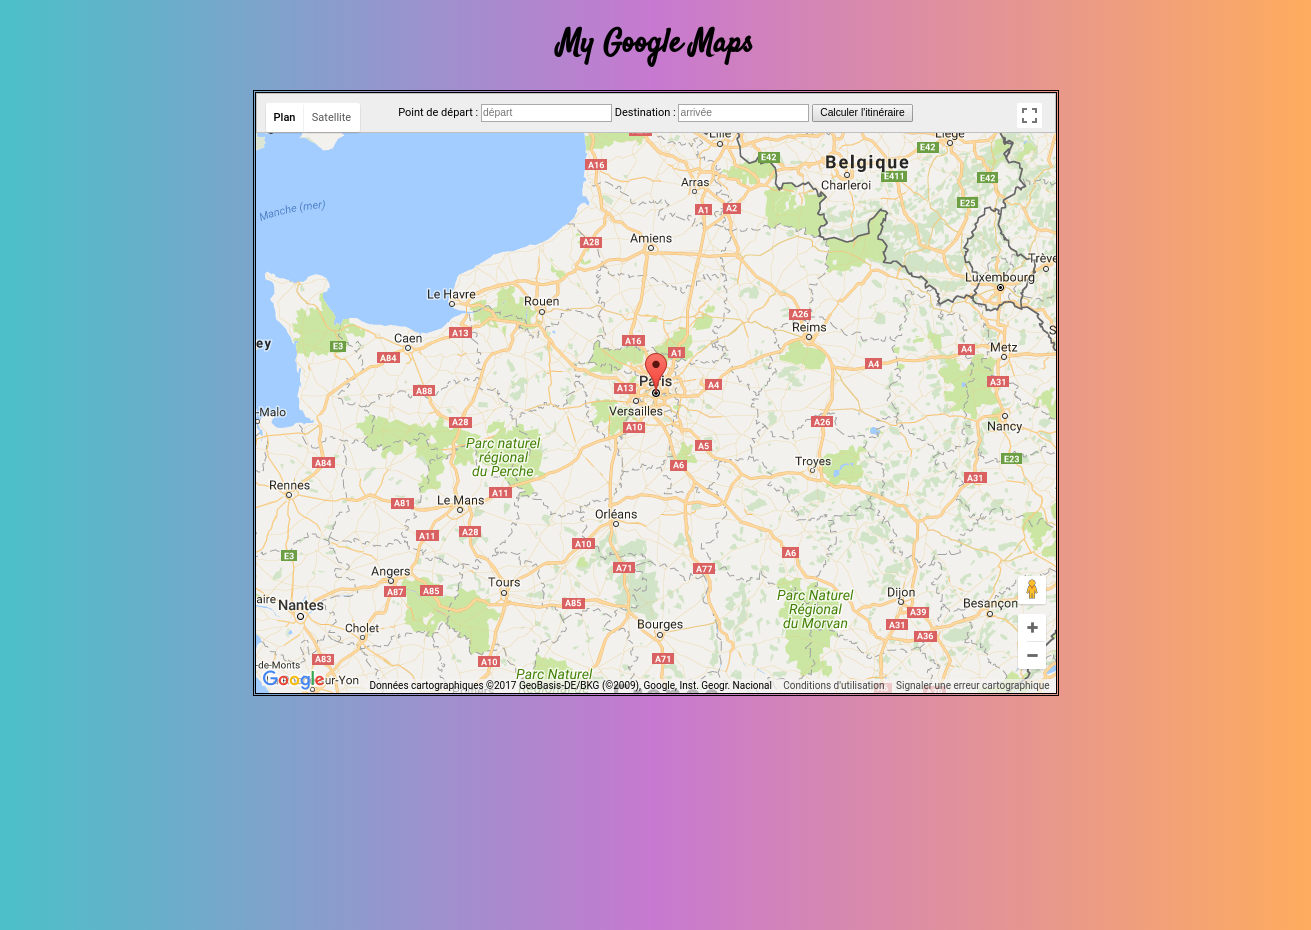 My Google Maps
Plan Satellite Point de départ : départ Destination : arrivée Calculer l'itinéraire
Lille Liège
E42
E42 Belgique
A16
E411 E42
Arras Charleroi
A1 A2 E25
Manche (mer)
Amiens
A28
Trève
Luxembourg
Le Havre
Rouen
A26
Reims
A13
Caen A16
E3 ey
A1 A4 Metz
A84 A4
Paris
A88 A13 A4 A31
Versailles
-Malo
A28 A10 A26 Nancy
Parc naturel
régional
du Perche
A5
A84 A6 Troyes E23
A31
Rennes
A11
Le Mans
A81
Orléans
A11 A28
A10 A6
E3
A71 A77
Angers
Tours
A87 A85
Parc Naturel
Régional
du Morvan
Dijon
aire Nantes
A85 Besançon
A39
Cholet Bourges A31
A36
A83 A10 A71
-de-Monts
Parc Naturel
Google ur-Yon
Données cartographiques ©2017 GeoBasis-DE/BKG (©2009), Google, Inst. Geogr. Nacional Conditions d'utilisation Signaler une erreur cartographique